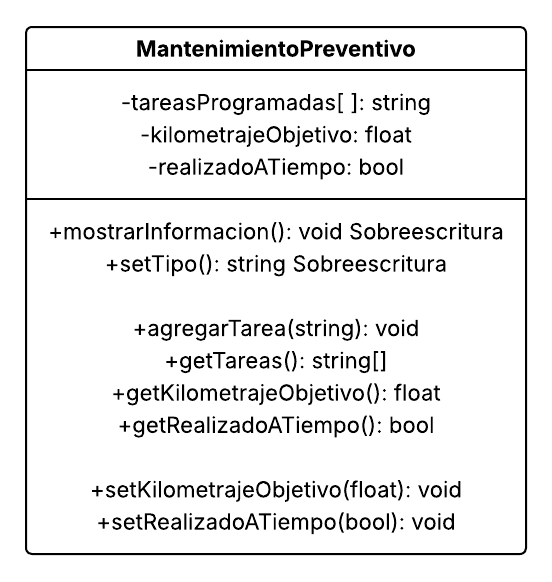 MantenimientoPreventivo
-tareasProgramadas[ ]: string
-kilometrajeObjetivo: float
-realizadoATiempo: bool
+mostrarInformacion(): void Sobreescritura
+setTipo(): string Sobreescritura
+agregarTarea(string): void
+getTareas(): string[]
+getKilometrajeObjetivo(): float
+getRealizadoATiempo(): bool
+setKilometrajeObjetivo(float): void
+setRealizadoATiempo(bool): void